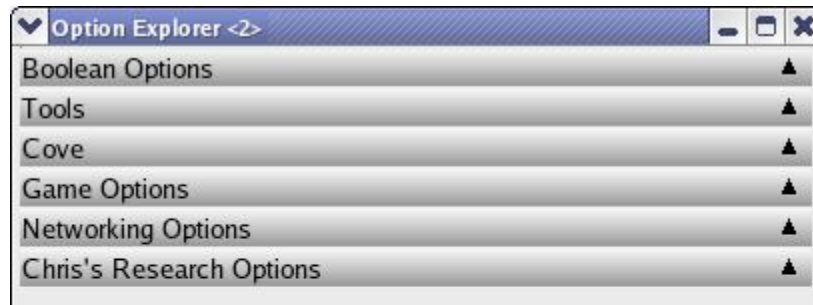 Option Explorer <2>
Boolean Options
Tools
Cove
Game Options
Networking Options
Chris's Research Options